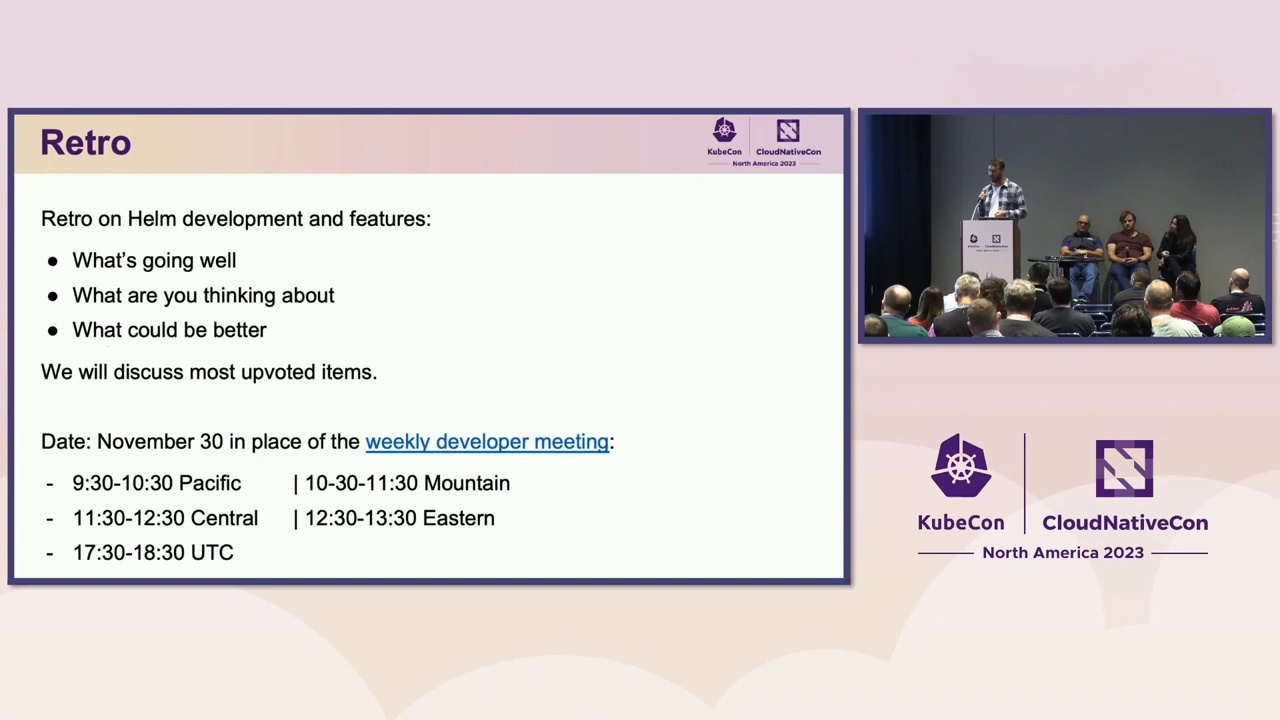 Retro
KubeCon
CloudNativeCon
North America 2023
Retro on Helm development and features:
● What's going well
● What are you thinking about
● What could be better
We will discuss most upvoted items.
Date: November 30 in place of the weekly developer meeting:
- 9:30-10:30 Pacific | 10-30-11:30 Mountain
- 11:30-12:30 Central | 12:30-13:30 Eastern
- 17:30-18:30 UTC
KubeCon
CloudNativeCon
North America 2023